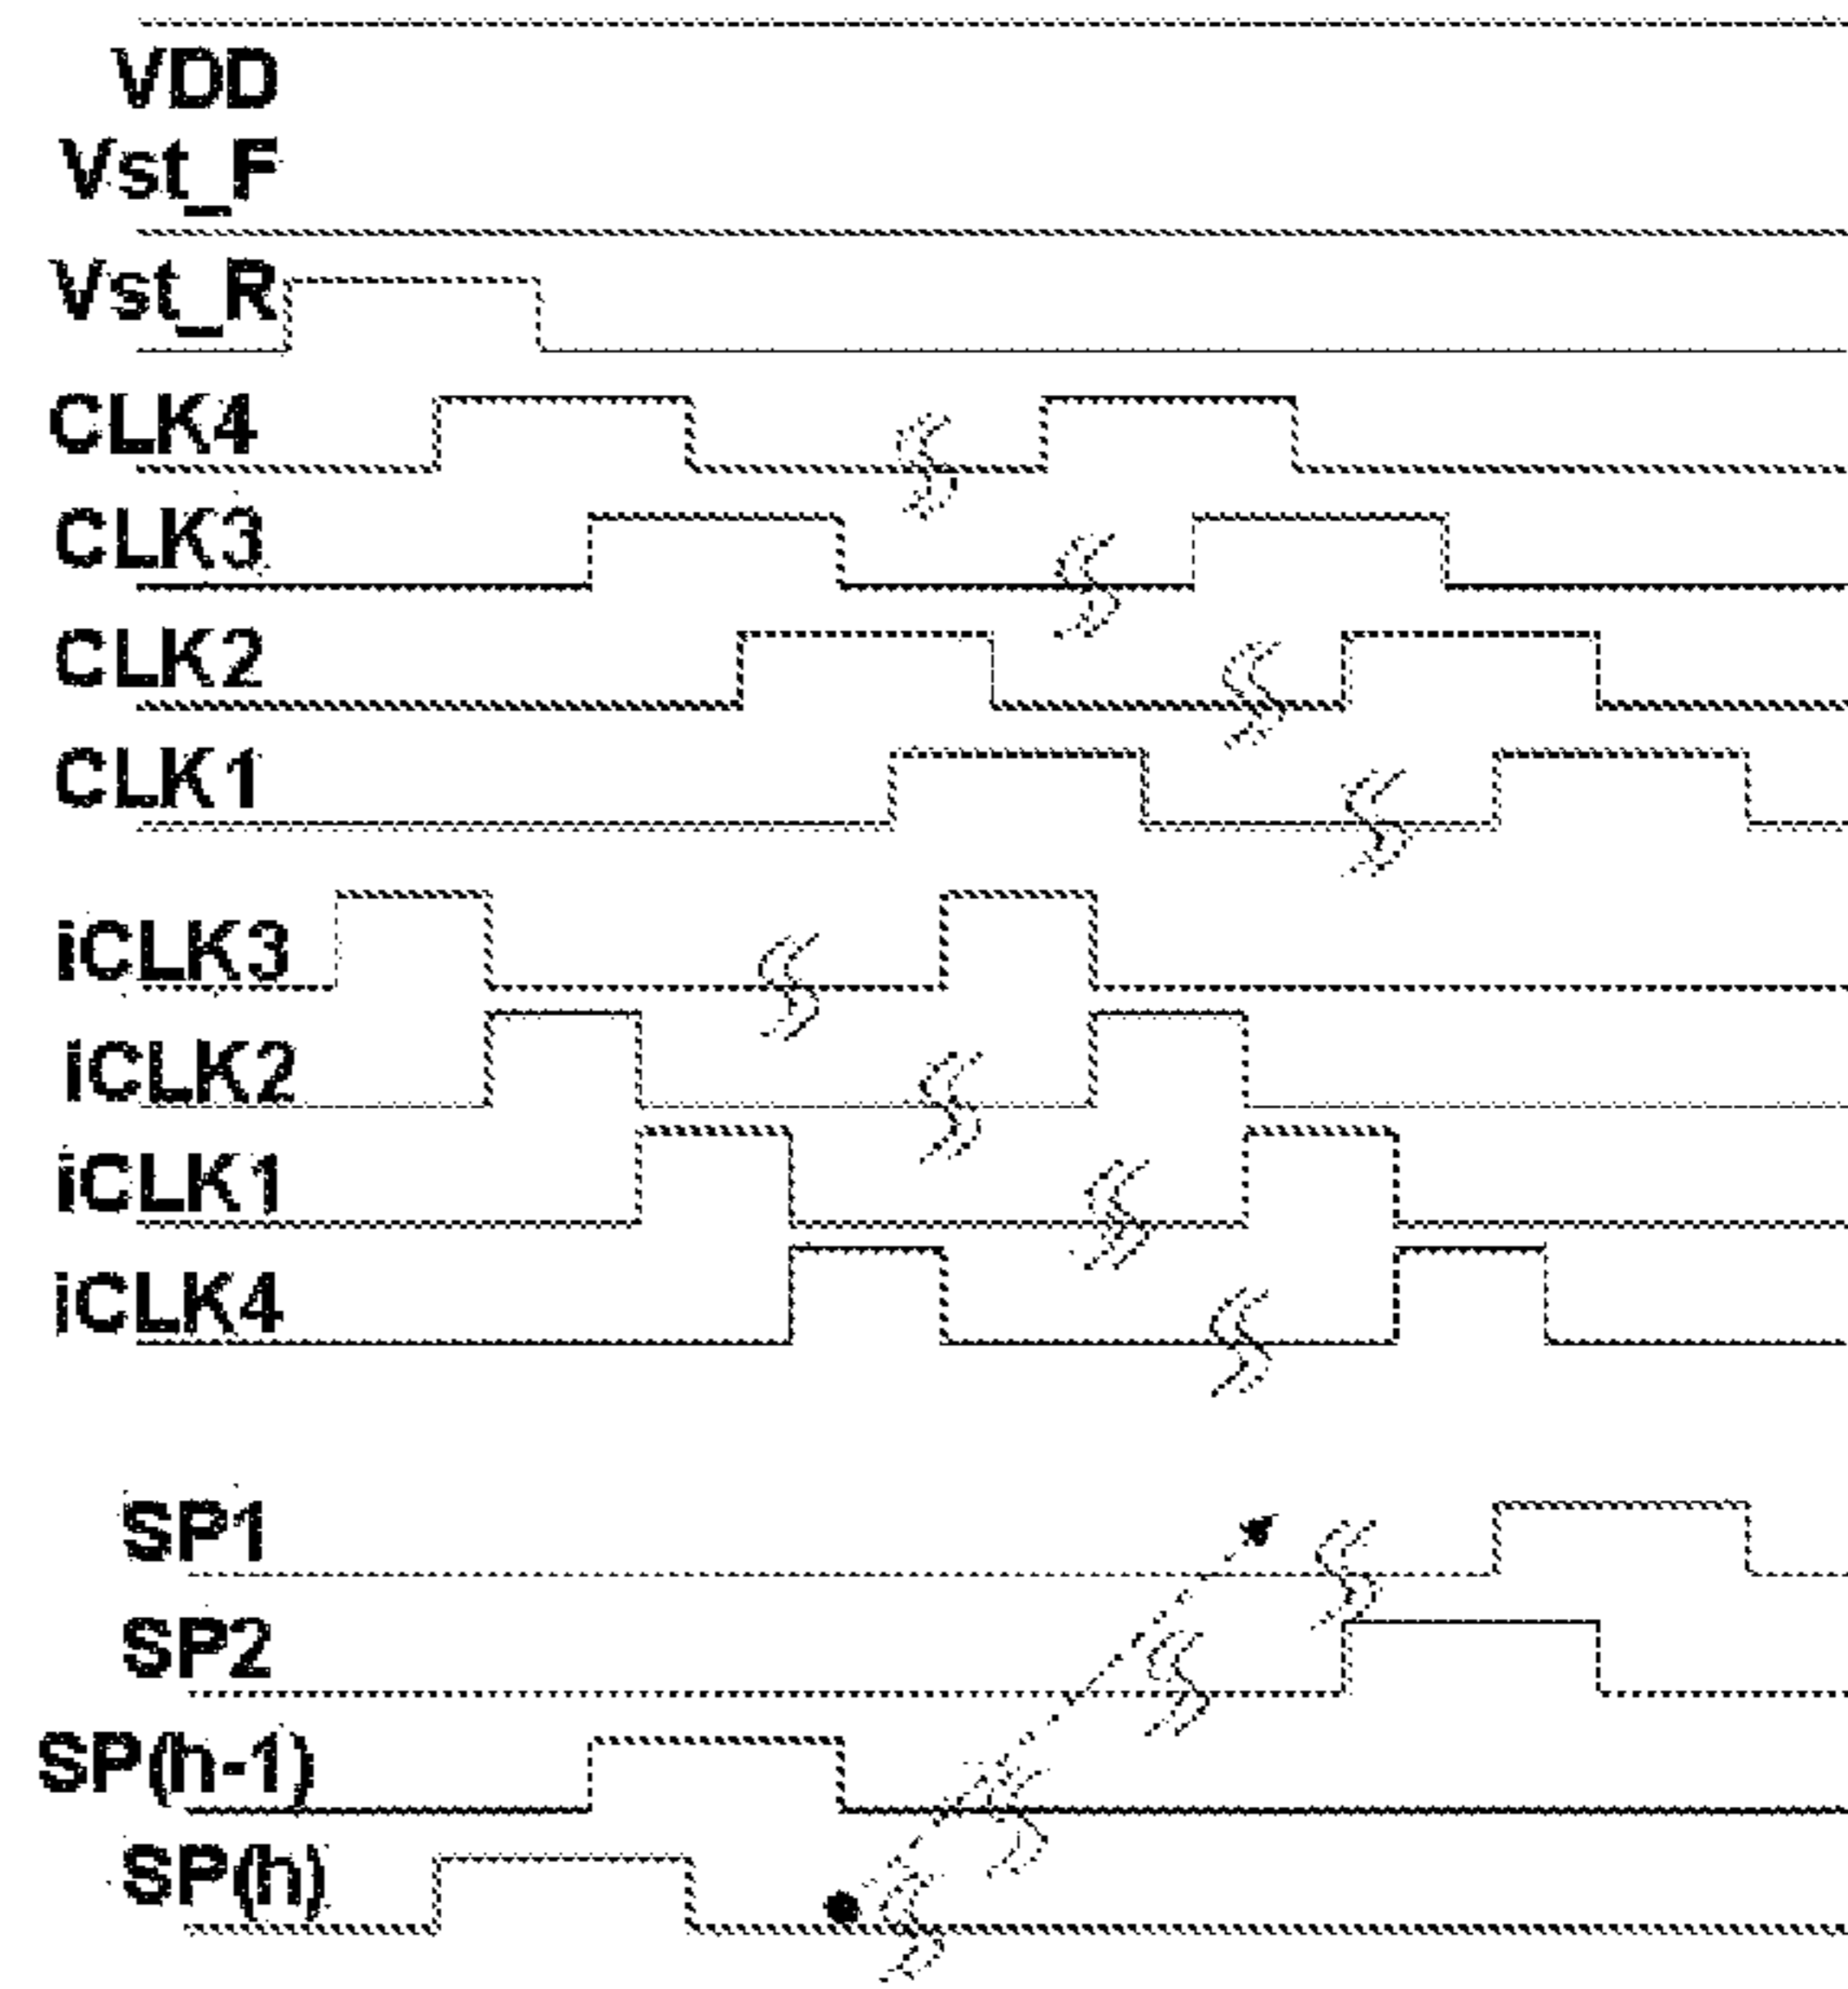 VDD
Vst_F
Vst_R
CLK4
CLK3
CLK2
CLK1
iCLK3
iCLK2
iCLK1
iCLK4
SP1
SP2
SP(h-1)
SP(h)